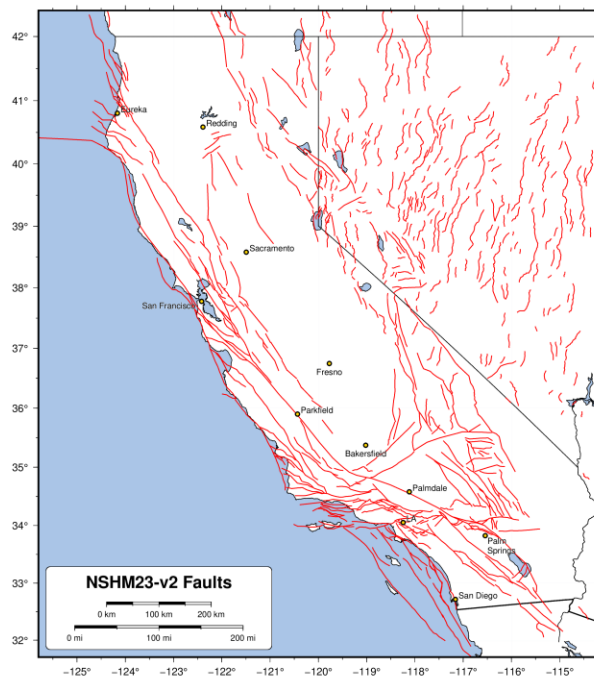 42°
41°
Eureka
Redding
40°
39°
Sacramento
38°
San Francisco
37°
Fresno
36°
Parkfield
Bakersfield
35°
Palmdale
34°
LA
Palm
Springs
NSHM23-v2 Faults
33°
0 km 100 km 200 km
San Diego
0 mi 100 mi 200 mi
32°
-125° -124° -123° -122° -121° -120° -119° -118° -117° -116° -115°